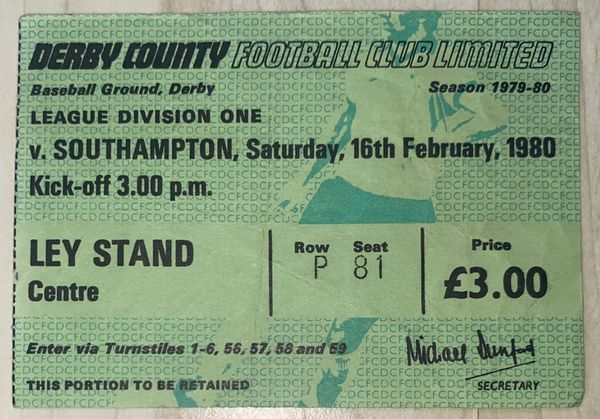 DERBY COUNTY FOOTBALL CLUB LIMITED
Baseball Ground, Derby Season 1979-80
LEAGUE DIVISION ONE
v. SOUTHAMPTON, Saturday, 16th February, 1980
Kick-off 3.00 p.m.
LEY STAND
Centre
Row Seat
P 81
Price
£3.00
Enter via Turnstiles 1-6, 56, 57, 58 and 59
Michael Dunford
SECRETARY
THIS PORTION TO BE RETAINED